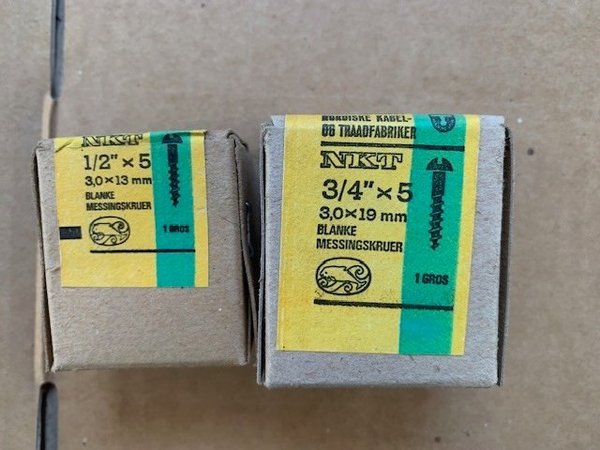 NKT
1/2" × 5
3,0 × 13 mm
BLANKE
MESSINGSKRUER
1 GROS
NORDISKE KABEL-
OG TRAADFABRIKER
NKT
3/4" × 5
3,0 × 19 mm
BLANKE
MESSINGSKRUER
1 GROS